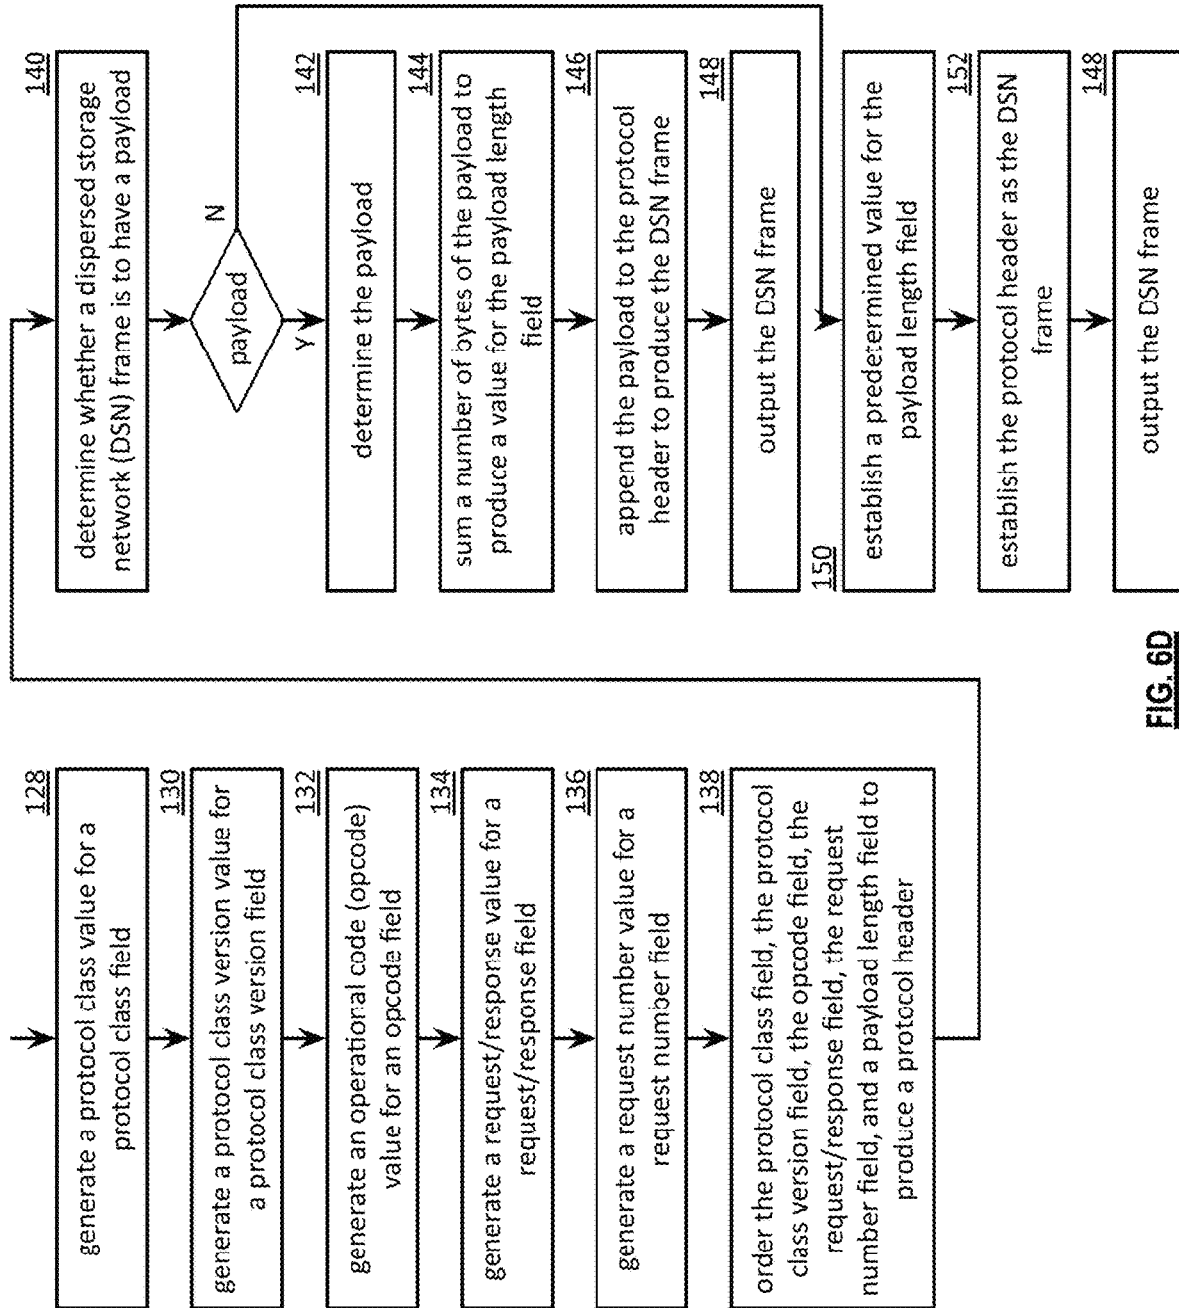 128
generate a protocol class value for a
protocol class field
130
generate a protocol class version value for
a protocol class version field
132
generate an operational code (opcode)
value for an opcode field
134
generate a request/response value for a
request/response field
136
generate a request number value for a
request number field
138
order the protocol class field, the protocol
class version field, the opcode field, the
request/response field, the request
number field, and a payload length field to
produce a protocol header
140
determine whether a dispersed storage
network (DSN) frame is to have a payload
payload
N
Y
142
determine the payload
144
sum a number of bytes of the payload to
produce a value for the payload length
field
146
append the payload to the protocol
header to produce the DSN frame
148
output the DSN frame
150
establish a predetermined value for the
payload length field
152
establish the protocol header as the DSN
frame
148
output the DSN frame
FIG. 6D